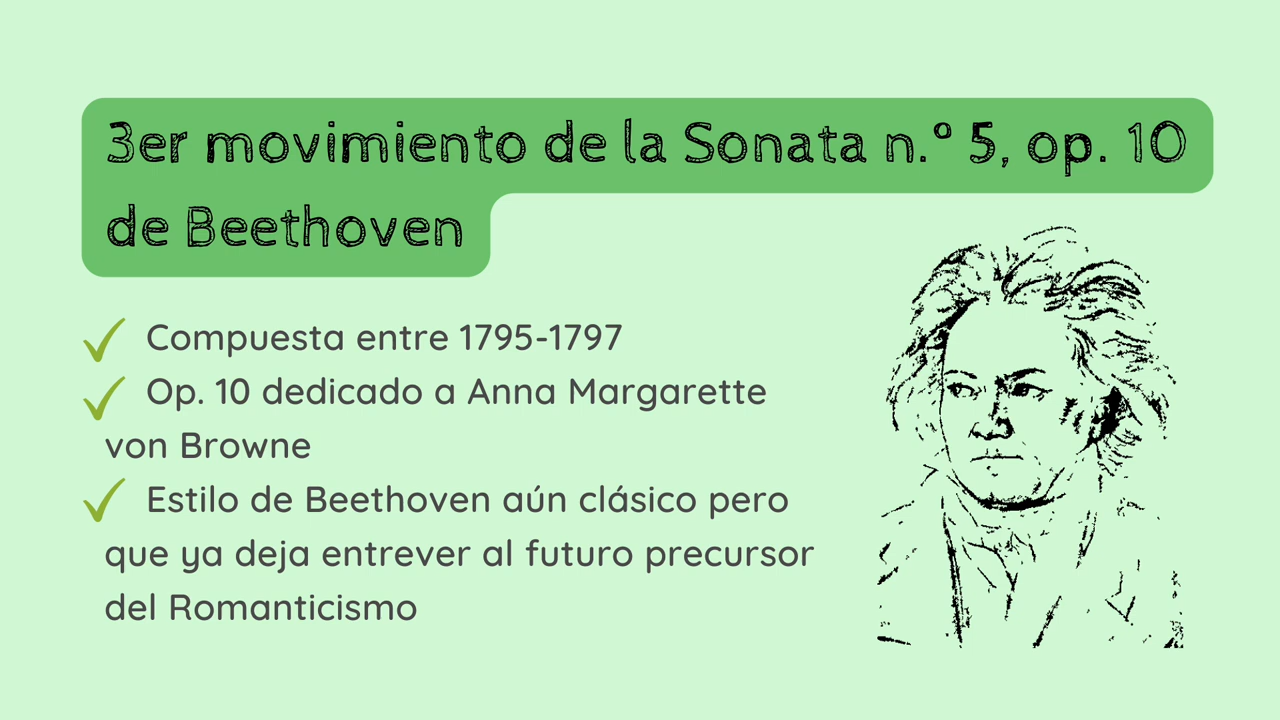 3er movimiento de la Sonata n.º 5, op. 10
de Beethoven
Compuesta entre 1795-1797
Op. 10 dedicado a Anna Margarette
von Browne
Estilo de Beethoven aún clásico pero
que ya deja entrever al futuro precursor
del Romanticismo